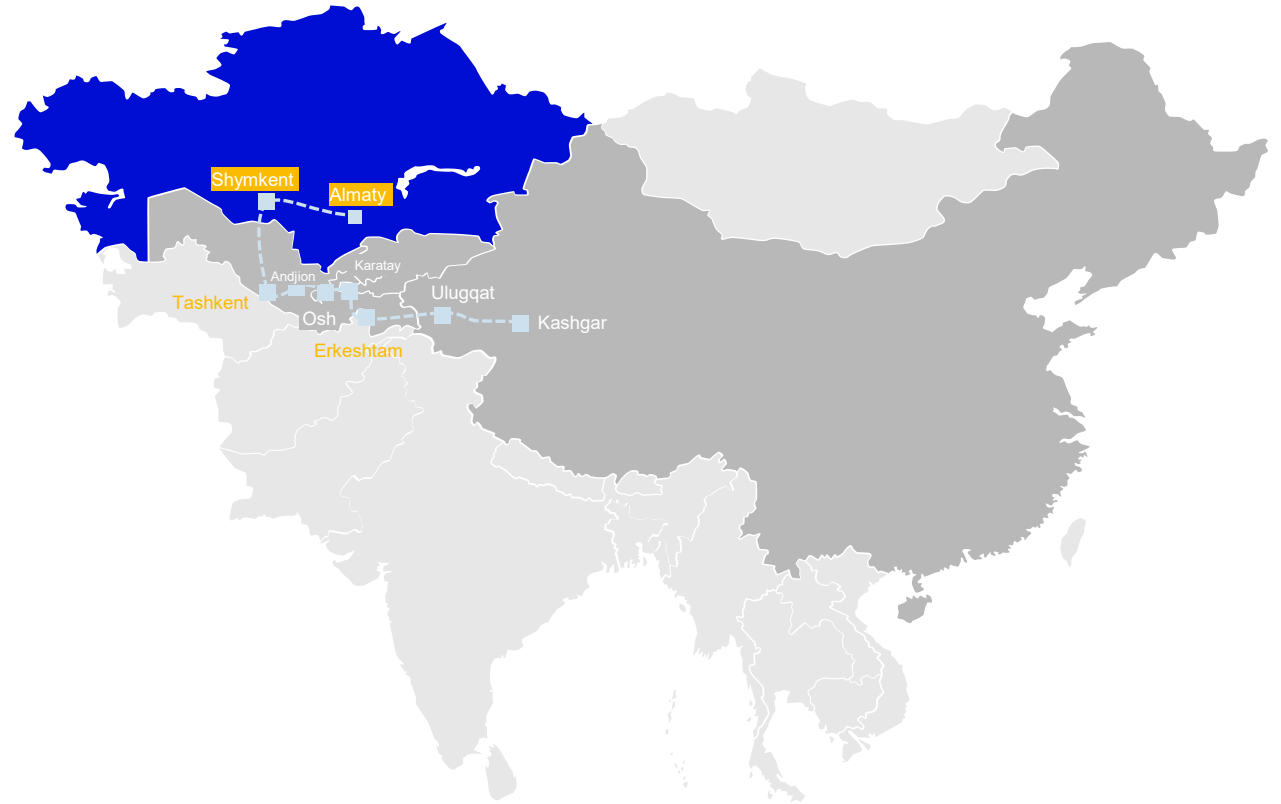 Shymkent
Almaty
Karatay
Andjion
Ulugqat
Tashkent
Osh
Kashgar
Erkeshtam